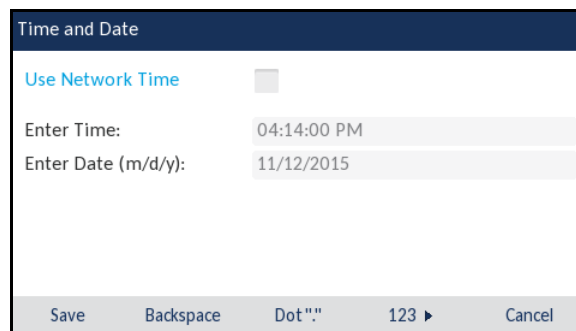 Time and Date
Use Network Time
Enter Time: 04:14:00 PM
Enter Date (m/d/y): 11/12/2015
Save Backspace Dot"." 123 ▸ Cancel